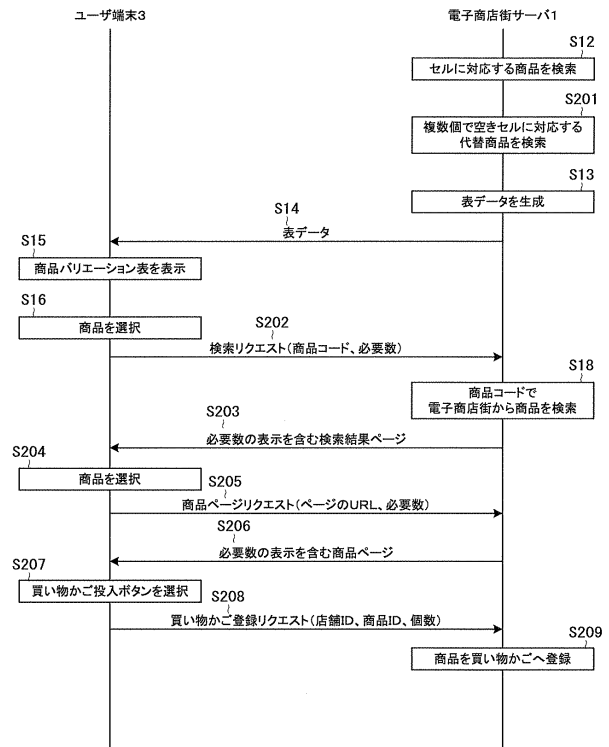 ユーザ端末3
電子商店街サーバ1
S12
セルに対応する商品を検索
S201
複数個で空きセルに対応する
代替商品を検索
S13
表データを生成
S14
表データ
S15
商品バリエーション表を表示
S16
商品を選択
S202
検索リクエスト(商品コード、必要数)
S18
商品コードで
電子商店街から商品を検索
S203
必要数の表示を含む検索結果ページ
S204
商品を選択
S205
商品ページリクエスト(ページのURL、必要数)
S206
必要数の表示を含む商品ページ
S207
買い物かご投入ボタンを選択
S208
買い物かご登録リクエスト(店舗ID、商品ID、個数)
S209
商品を買い物かごへ登録